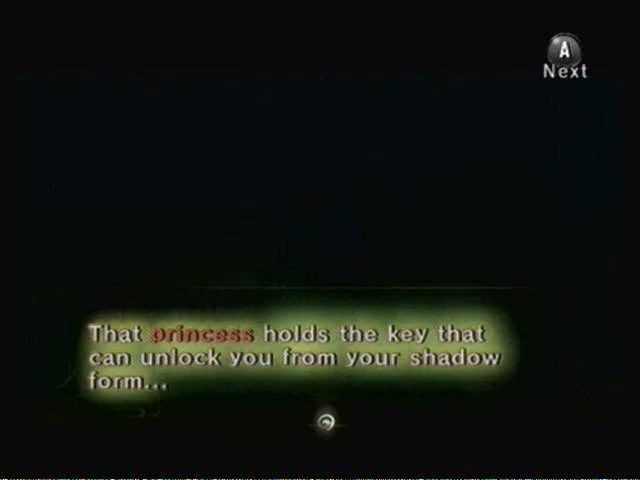 A
Next
That princess holds the key that
can unlock you from your shadow
form...